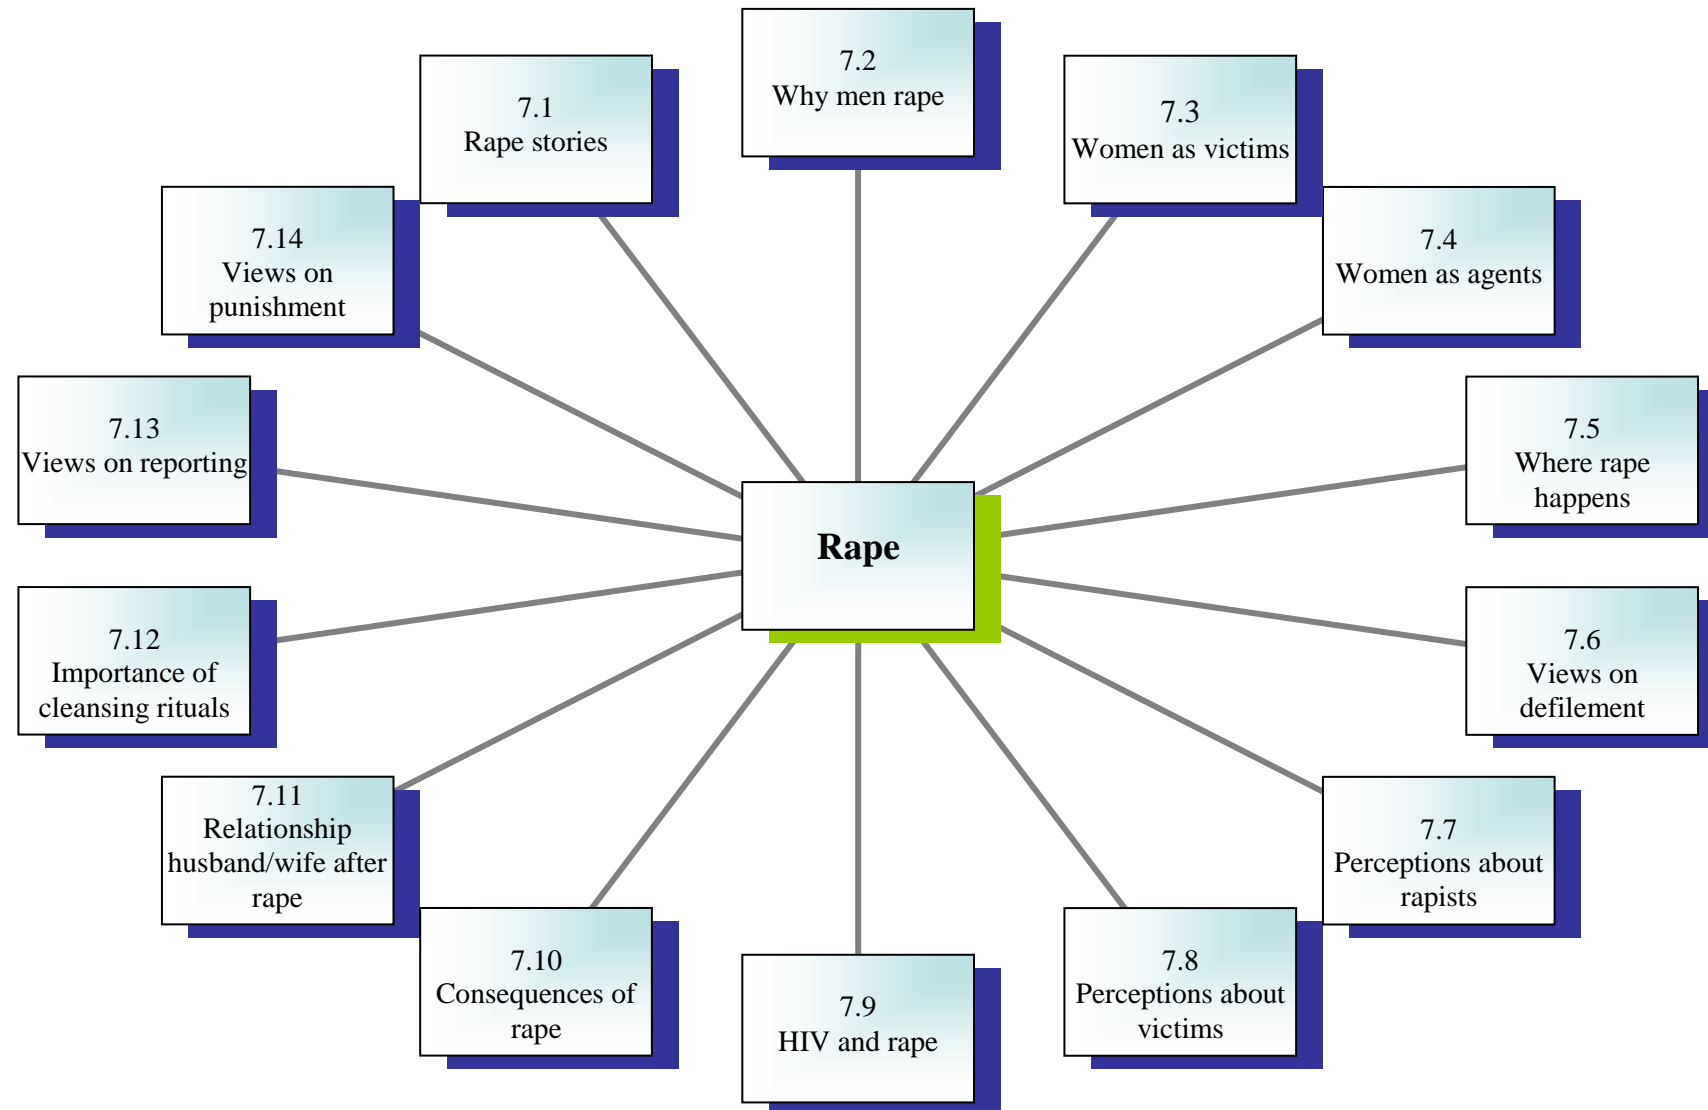 7.1
Rape stories
7.2
Why men rape
7.3
Women as victims
7.4
Women as agents
7.5
Where rape
happens
7.6
Views on
defilement
7.7
Perceptions about
rapists
7.8
Perceptions about
victims
7.9
HIV and rape
7.10
Consequences of
rape
7.11
Relationship
husband/wife after
rape
7.12
Importance of
cleansing rituals
7.13
Views on reporting
7.14
Views on
punishment
Rape